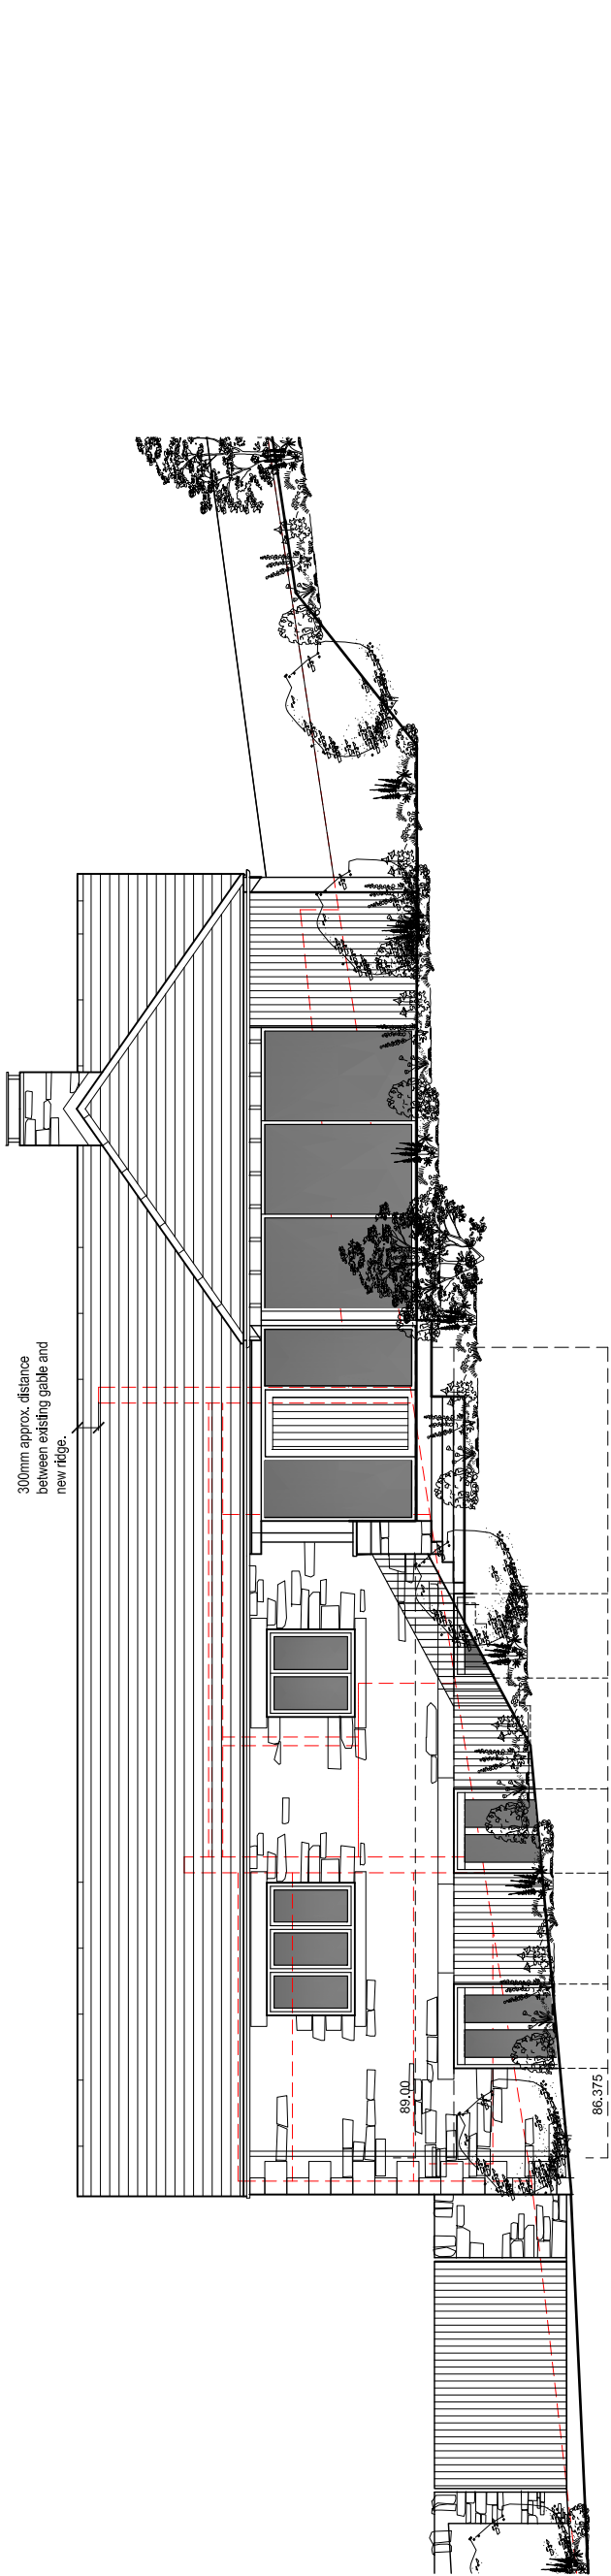 300mm approx. distance
between existing gable and
new ridge.
89.00
86.375